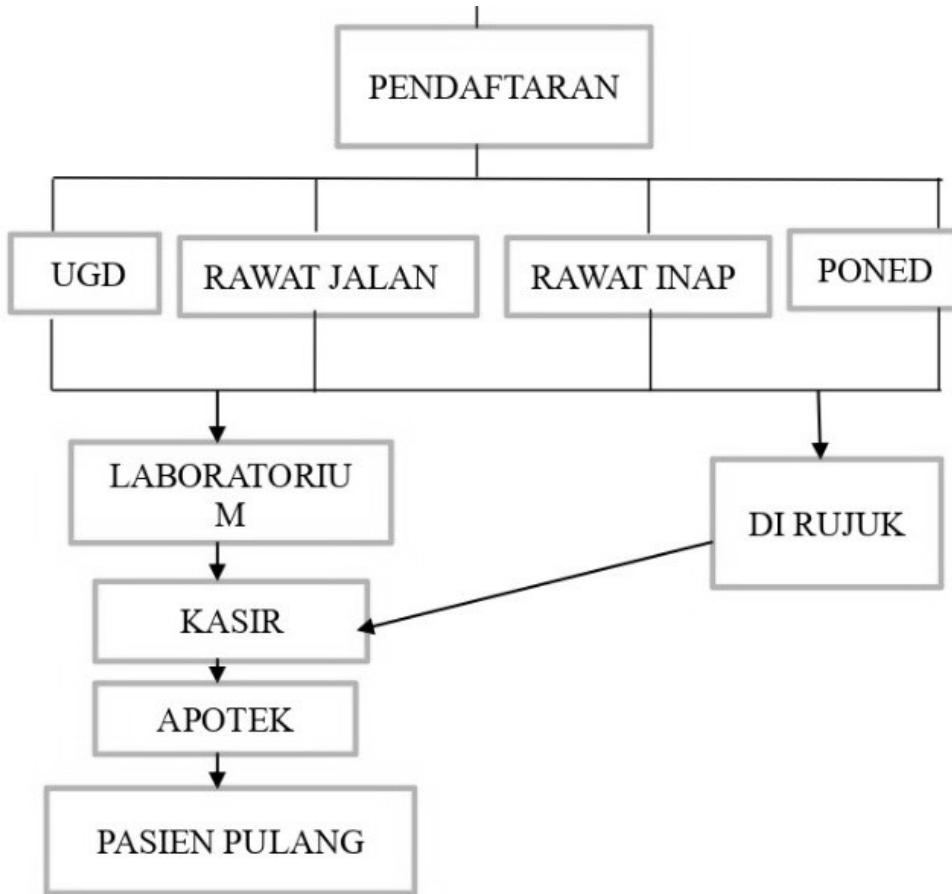 PENDAFTARAN
UGD
RAWAT JALAN
RAWAT INAP
PONED
LABORATORIU
M
DI RUJUK
KASIR
APOTEK
PASIEN PULANG